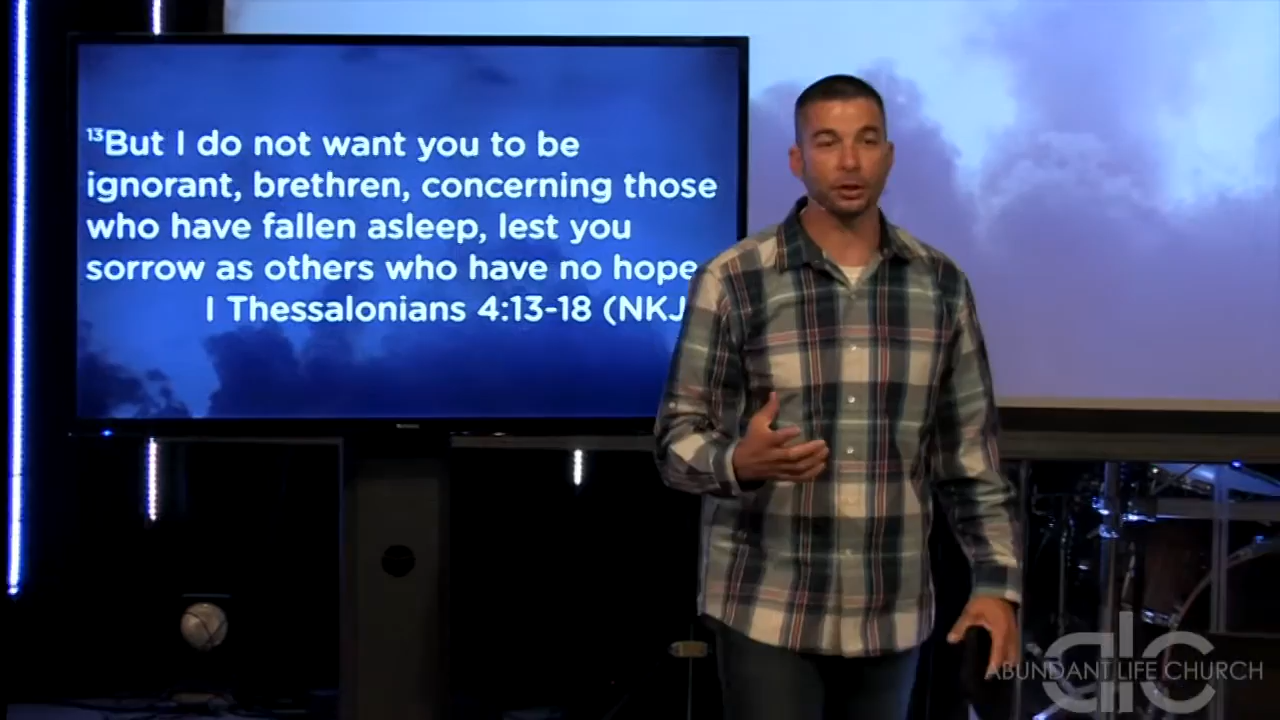 ¹³But I do not want you to be
ignorant, brethren, concerning those
who have fallen asleep, lest you
sorrow as others who have no hope
I Thessalonians 4:13-18 (NKJ
alc
ABUNDANT LIFE CHURCH